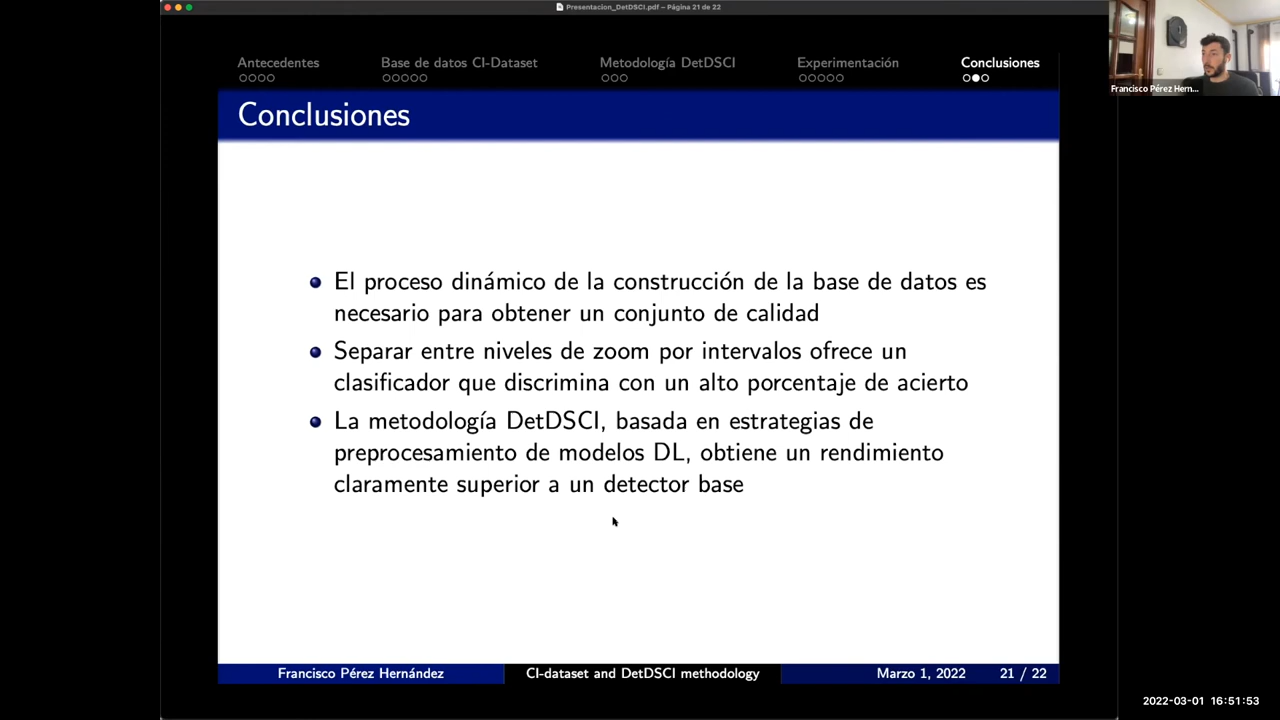 Presentacion_DetDSCI.pdf – Página 21 de 22
Antecedentes
Base de datos CI-Dataset
Metodología DetDSCI
Experimentación
Conclusiones
Francisco Pérez Hern...
Conclusiones
El proceso dinámico de la construcción de la base de datos es
necesario para obtener un conjunto de calidad
Separar entre niveles de zoom por intervalos ofrece un
clasificador que discrimina con un alto porcentaje de acierto
La metodología DetDSCI, basada en estrategias de
preprocesamiento de modelos DL, obtiene un rendimiento
claramente superior a un detector base
Francisco Pérez Hernández
CI-dataset and DetDSCI methodology
Marzo 1, 2022
21 / 22
2022-03-01 16:51:53